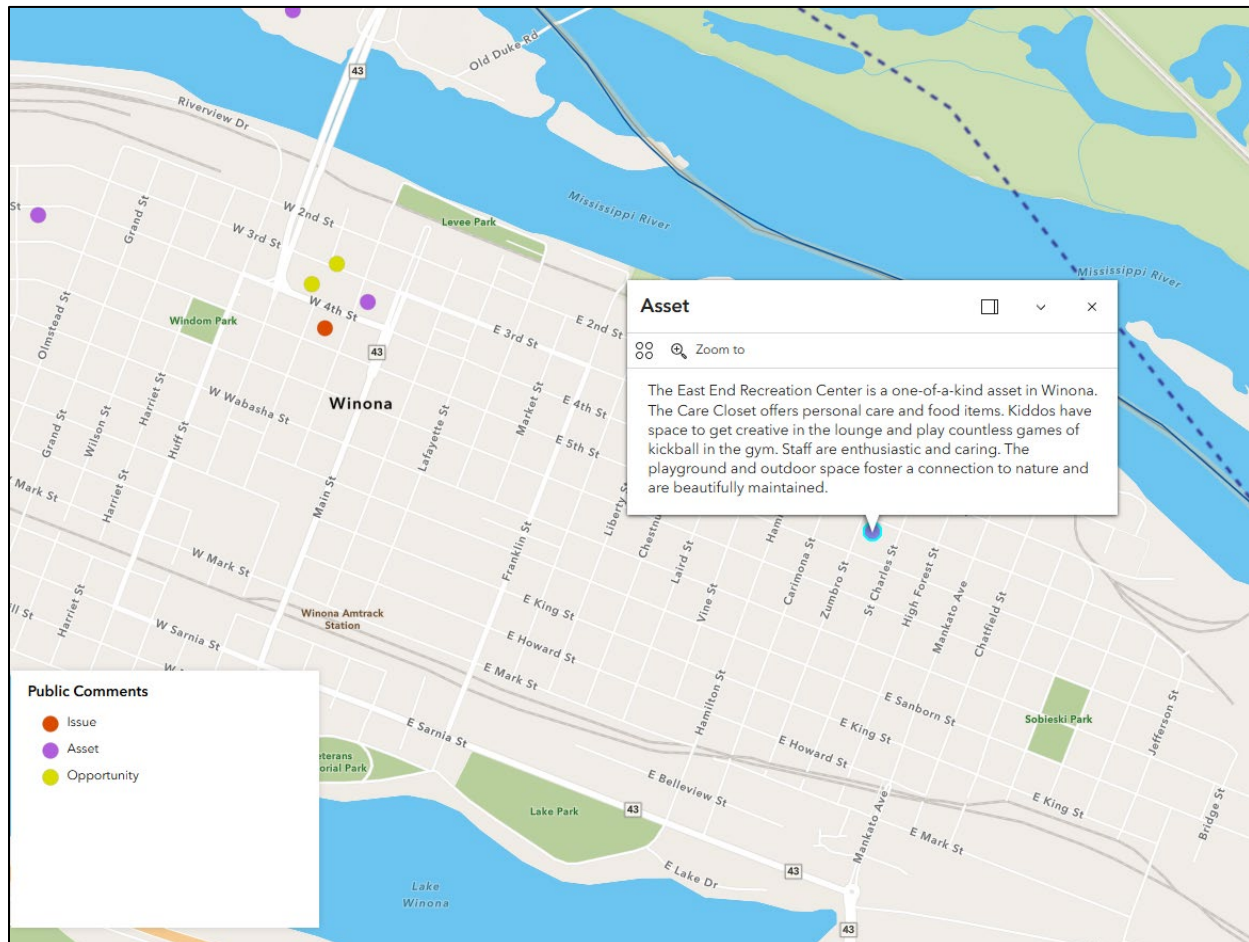 43
Old Duke Rd
Riverview Dr
Mississippi River
Levee Park
W 2nd St
W 3rd St
Grand St
St
Mississippi River
Windom Park
W 4th St
43
E 3rd St
E 2nd St
Olmstead St
Asset
Zoom to
The East End Recreation Center is a one-of-a-kind asset in Winona.
The Care Closet offers personal care and food items. Kiddos have
space to get creative in the lounge and play countless games of
kickball in the gym. Staff are enthusiastic and caring. The
playground and outdoor space foster a connection to nature and
are beautifully maintained.
Winona
W Wabasha St
Market St
E 4th St
E 5th St
Lafayette St
Grand St
Wilson St
Harriet St
Huff St
Main St
Mark St
Harriet St
Liberty St
Laird St
Carimona St
Zumbro St
St Charles St
High Forest St
Mankato Ave
Chatfield St
Franklin St
Vine St
W Mark St
Winona Amtrack
Station
E King St
E Howard St
E Mark St
Harriet St
W Sarnia St
Hamilton St
E Sanborn St
E King St
E Howard St
Sobieski Park
Jefferson St
Bridge St
Public Comments
Issue
Asset
Opportunity
E Sarnia St
Lake Park
43
E Belleview St
E King St
E Mark St
Mankato Ave
E Lake Dr
43
Lake
Winona
43